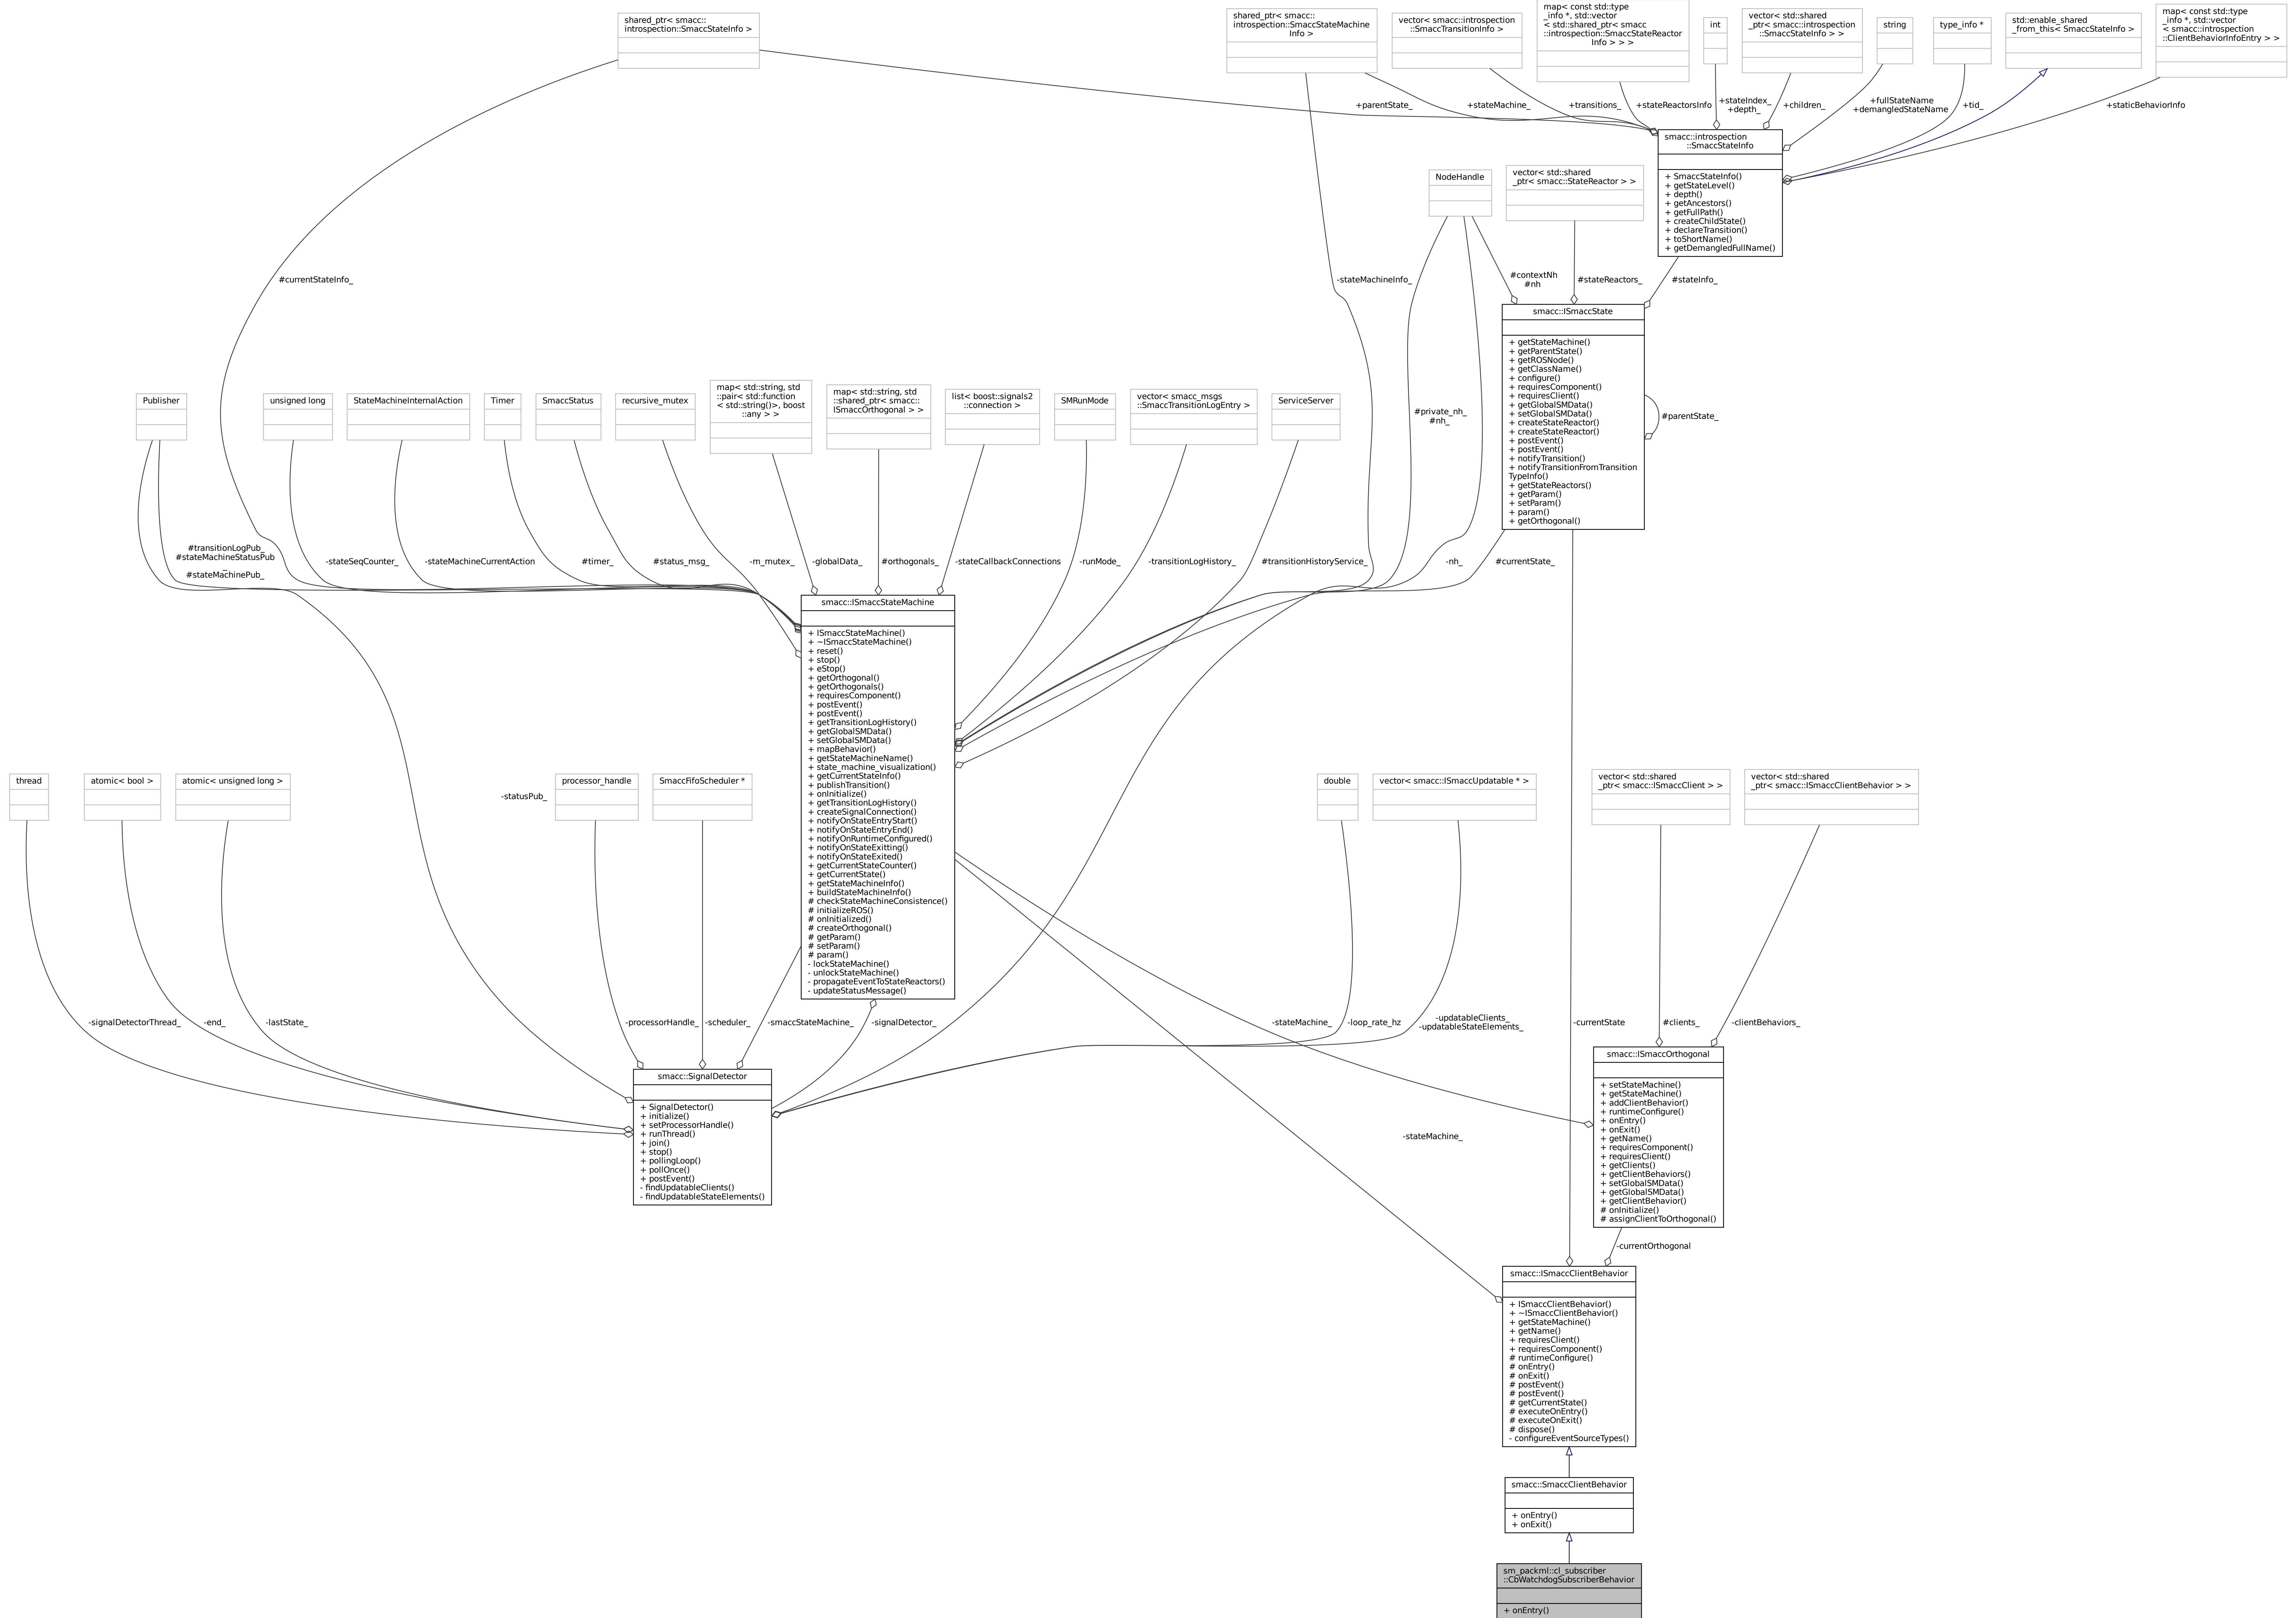 shared_ptr< smacc::
introspection::SmaccStateInfo >
shared_ptr< smacc::
introspection::SmaccStateMachine
Info >
vector< smacc::introspection
::SmaccTransitionInfo >
map< const std::type
_info *, std::vector
< std::shared_ptr< smacc
::introspection::SmaccStateReactor
Info > > >
int
vector< std::shared
_ptr< smacc::introspection
::SmaccStateInfo > >
string
type_info *
std::enable_shared
_from_this< SmaccStateInfo >
map< const std::type
_info *, std::vector
< smacc::introspection
::ClientBehaviorInfoEntry > >
+parentState_
+stateMachine_
+transitions_
+stateReactorsInfo
+stateIndex_
+depth_
+children_
+fullStateName
+demangledStateName
+tid_
+staticBehaviorInfo
smacc::introspection
::SmaccStateInfo
+ SmaccStateInfo()
+ getStateLevel()
+ depth()
+ getAncestors()
+ getFullPath()
+ createChildState()
+ declareTransition()
+ toShortName()
+ getDemangledFullName()
NodeHandle
vector< std::shared
_ptr< smacc::StateReactor > >
#currentStateInfo_
-stateMachineInfo_
#contextNh
#nh
#stateReactors_
#stateInfo_
smacc::ISmaccState
+ getStateMachine()
+ getParentState()
+ getROSNode()
+ getClassName()
+ configure()
+ requiresComponent()
+ requiresClient()
+ getGlobalSMData()
+ setGlobalSMData()
+ createStateReactor()
+ createStateReactor()
+ postEvent()
+ postEvent()
+ notifyTransition()
+ notifyTransitionFromTransition
TypeInfo()
+ getStateReactors()
+ getParam()
+ setParam()
+ param()
+ getOrthogonal()
#parentState_
Publisher
unsigned long
StateMachineInternalAction
Timer
SmaccStatus
recursive_mutex
map< std::string, std
::pair< std::function
< std::string()>, boost
::any > >
map< std::string, std
::shared_ptr< smacc::
ISmaccOrthogonal > >
list< boost::signals2
::connection >
SMRunMode
vector< smacc_msgs
::SmaccTransitionLogEntry >
ServiceServer
#private_nh_
#nh_
#transitionLogPub_
#stateMachineStatusPub
_
#stateMachinePub_
-stateSeqCounter_
-stateMachineCurrentAction
#timer_
#status_msg_
-m_mutex_
-globalData_
#orthogonals_
-stateCallbackConnections
-runMode_
-transitionLogHistory_
#transitionHistoryService_
-nh_
#currentState_
smacc::ISmaccStateMachine
+ ISmaccStateMachine()
+ ~ISmaccStateMachine()
+ reset()
+ stop()
+ eStop()
+ getOrthogonal()
+ getOrthogonals()
+ requiresComponent()
+ postEvent()
+ postEvent()
+ getTransitionLogHistory()
+ getGlobalSMData()
+ setGlobalSMData()
+ mapBehavior()
+ getStateMachineName()
+ state_machine_visualization()
+ getCurrentStateInfo()
+ publishTransition()
+ onInitialize()
+ getTransitionLogHistory()
+ createSignalConnection()
+ notifyOnStateEntryStart()
+ notifyOnStateEntryEnd()
+ notifyOnRuntimeConfigured()
+ notifyOnStateExitting()
+ notifyOnStateExited()
+ getCurrentStateCounter()
+ getCurrentState()
+ getStateMachineInfo()
+ buildStateMachineInfo()
# checkStateMachineConsistence()
# initializeROS()
# onInitialized()
# createOrthogonal()
# getParam()
# setParam()
# param()
- lockStateMachine()
- unlockStateMachine()
- propagateEventToStateReactors()
- updateStatusMessage()
thread
atomic< bool >
atomic< unsigned long >
-statusPub_
processor_handle
SmaccFifoScheduler *
double
vector< smacc::ISmaccUpdatable * >
vector< std::shared
_ptr< smacc::ISmaccClient > >
vector< std::shared
_ptr< smacc::ISmaccClientBehavior > >
-signalDetectorThread_
-end_
-lastState_
-processorHandle_
-scheduler_
-smaccStateMachine_
-signalDetector_
-stateMachine_
-loop_rate_hz
-updatableClients_
-updatableStateElements_
-currentState
#clients_
-clientBehaviors_
smacc::SignalDetector
+ SignalDetector()
+ initialize()
+ setProcessorHandle()
+ runThread()
+ join()
+ stop()
+ pollingLoop()
+ pollOnce()
+ postEvent()
- findUpdatableClients()
- findUpdatableStateElements()
smacc::ISmaccOrthogonal
+ setStateMachine()
+ getStateMachine()
+ addClientBehavior()
+ runtimeConfigure()
+ onEntry()
+ onExit()
+ getName()
+ requiresComponent()
+ requiresClient()
+ getClients()
+ getClientBehaviors()
+ setGlobalSMData()
+ getGlobalSMData()
+ getClientBehavior()
# onInitialize()
# assignClientToOrthogonal()
-stateMachine_
-currentOrthogonal
smacc::ISmaccClientBehavior
+ ISmaccClientBehavior()
+ ~ISmaccClientBehavior()
+ getStateMachine()
+ getName()
+ requiresClient()
+ requiresComponent()
# runtimeConfigure()
# onEntry()
# onExit()
# postEvent()
# postEvent()
# getCurrentState()
# executeOnEntry()
# executeOnExit()
# dispose()
- configureEventSourceTypes()
smacc::SmaccClientBehavior
+ onEntry()
+ onExit()
sm_packml::cl_subscriber
::CbWatchdogSubscriberBehavior
+ onEntry()